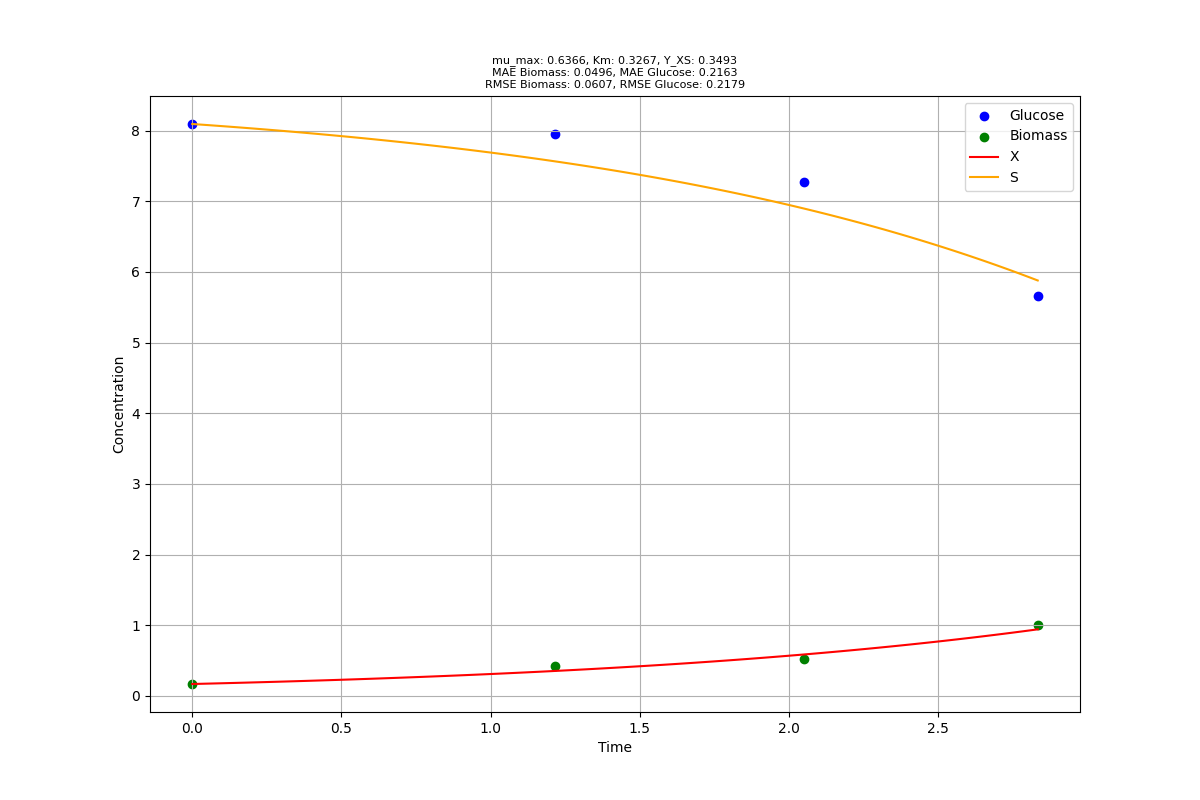 mu_max: 0.6366, Km: 0.3267, Y_XS: 0.3493
MAE Biomass: 0.0496, MAE Glucose: 0.2163
RMSE Biomass: 0.0607, RMSE Glucose: 0.2179
Glucose
Biomass
X
S
Concentration
8
7
6
5
4
3
2
1
0
0.0 0.5 1.0 1.5 2.0 2.5
Time